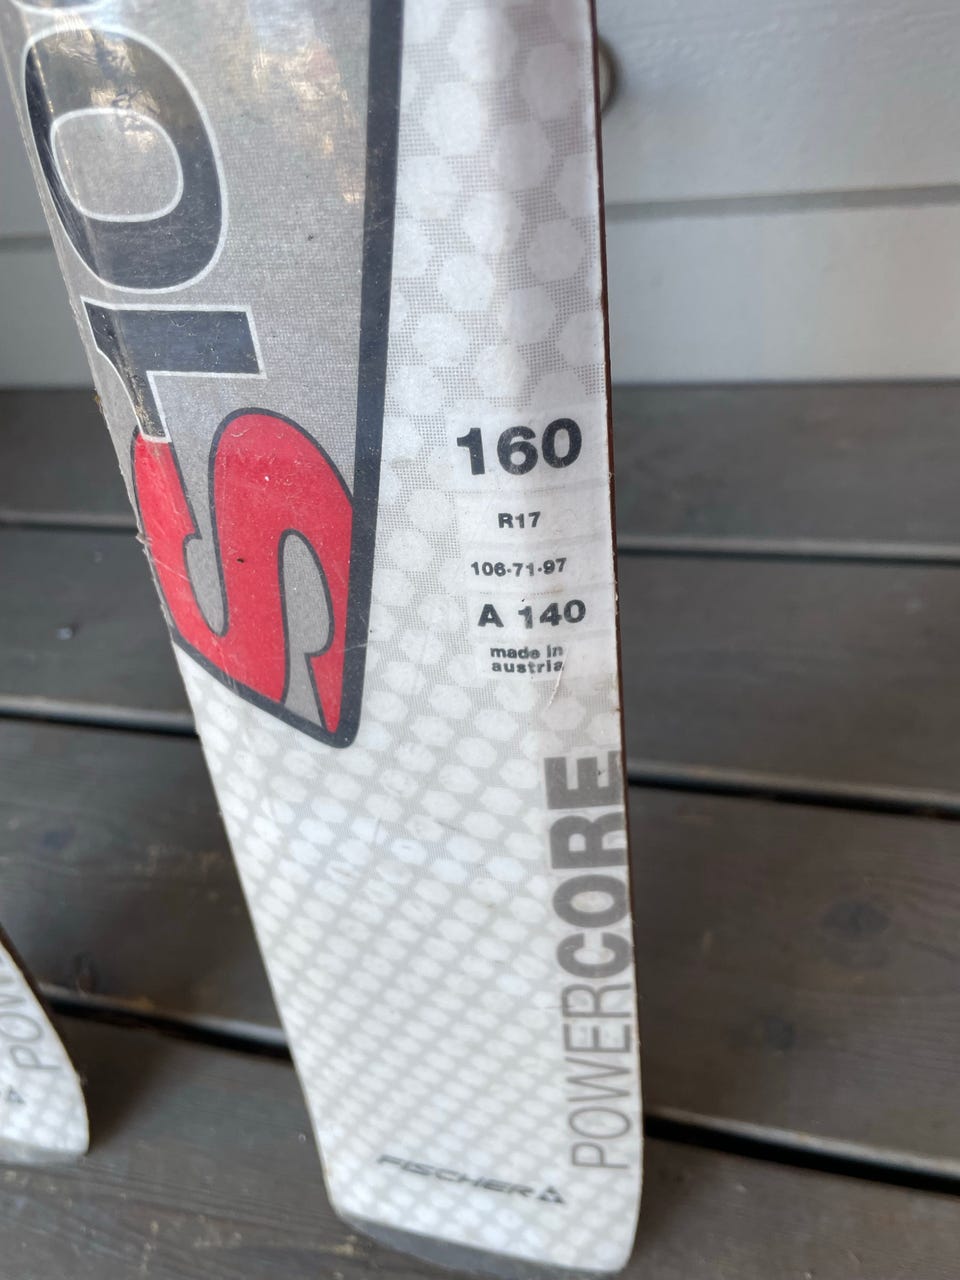 160
R17
106-71-97
A 140
made in
austria
POWERCORE
FISCHER